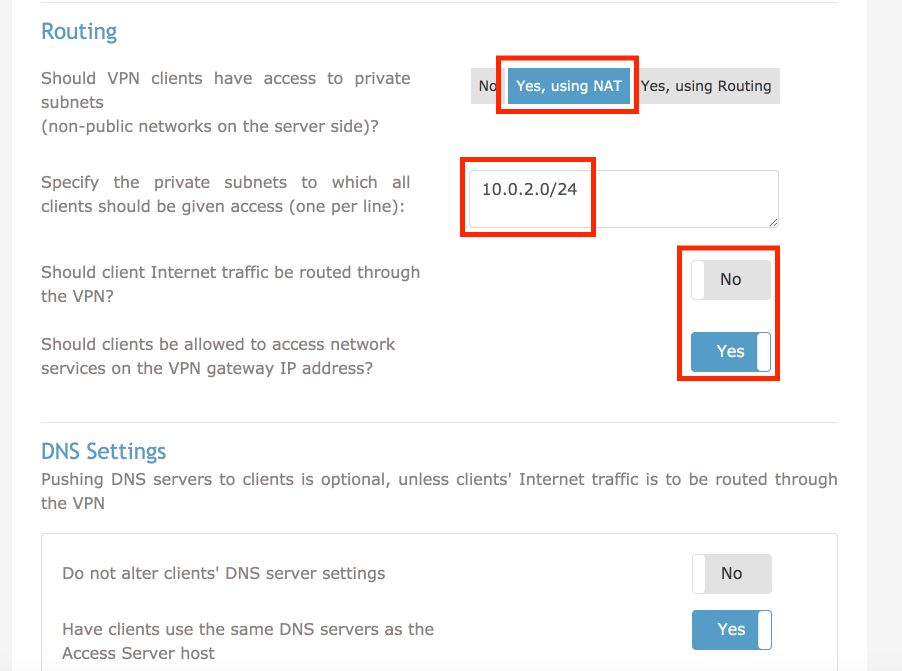 Routing
Should VPN clients have access to private
subnets
(non-public networks on the server side)?
No
Yes, using NAT
Yes, using Routing
Specify the private subnets to which all
clients should be given access (one per line):
10.0.2.0/24
Should client Internet traffic be routed through
the VPN?
No
Should clients be allowed to access network
services on the VPN gateway IP address?
Yes
DNS Settings
Pushing DNS servers to clients is optional, unless clients' Internet traffic is to be routed through
the VPN
Do not alter clients' DNS server settings
No
Have clients use the same DNS servers as the
Access Server host
Yes